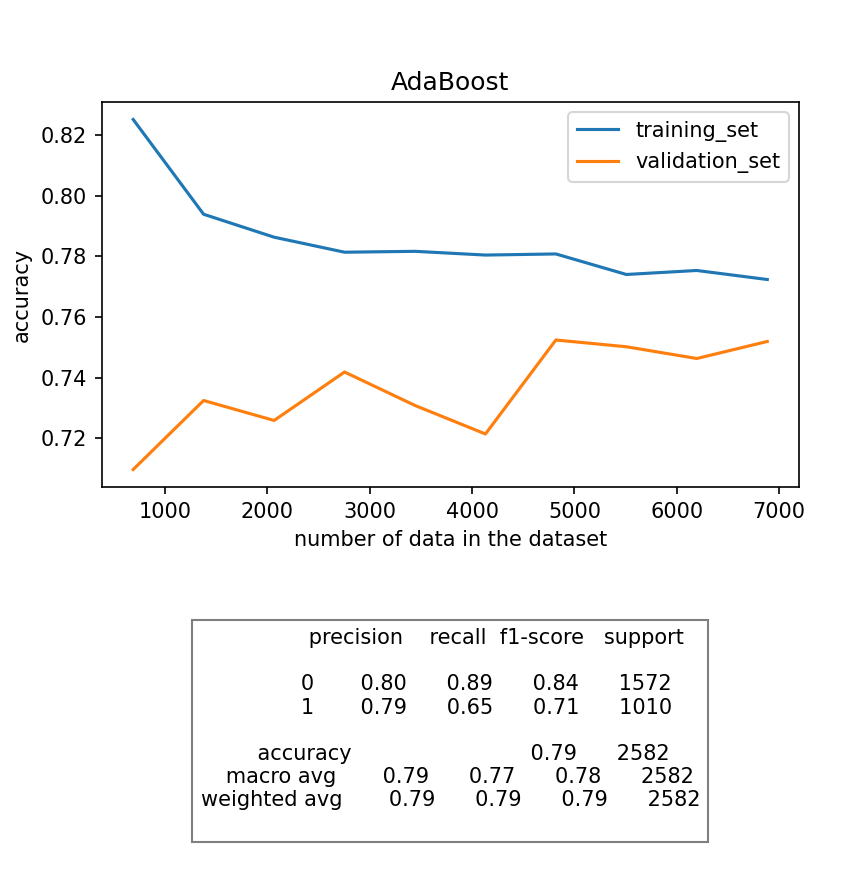 AdaBoost
training_set
validation_set
accuracy
0.82
0.80
0.78
0.76
0.74
0.72
1000 2000 3000 4000 5000 6000 7000
number of data in the dataset
precision recall f1-score support
0 0.80 0.89 0.84 1572
1 0.79 0.65 0.71 1010
accuracy 0.79 2582
macro avg 0.79 0.77 0.78 2582
weighted avg 0.79 0.79 0.79 2582